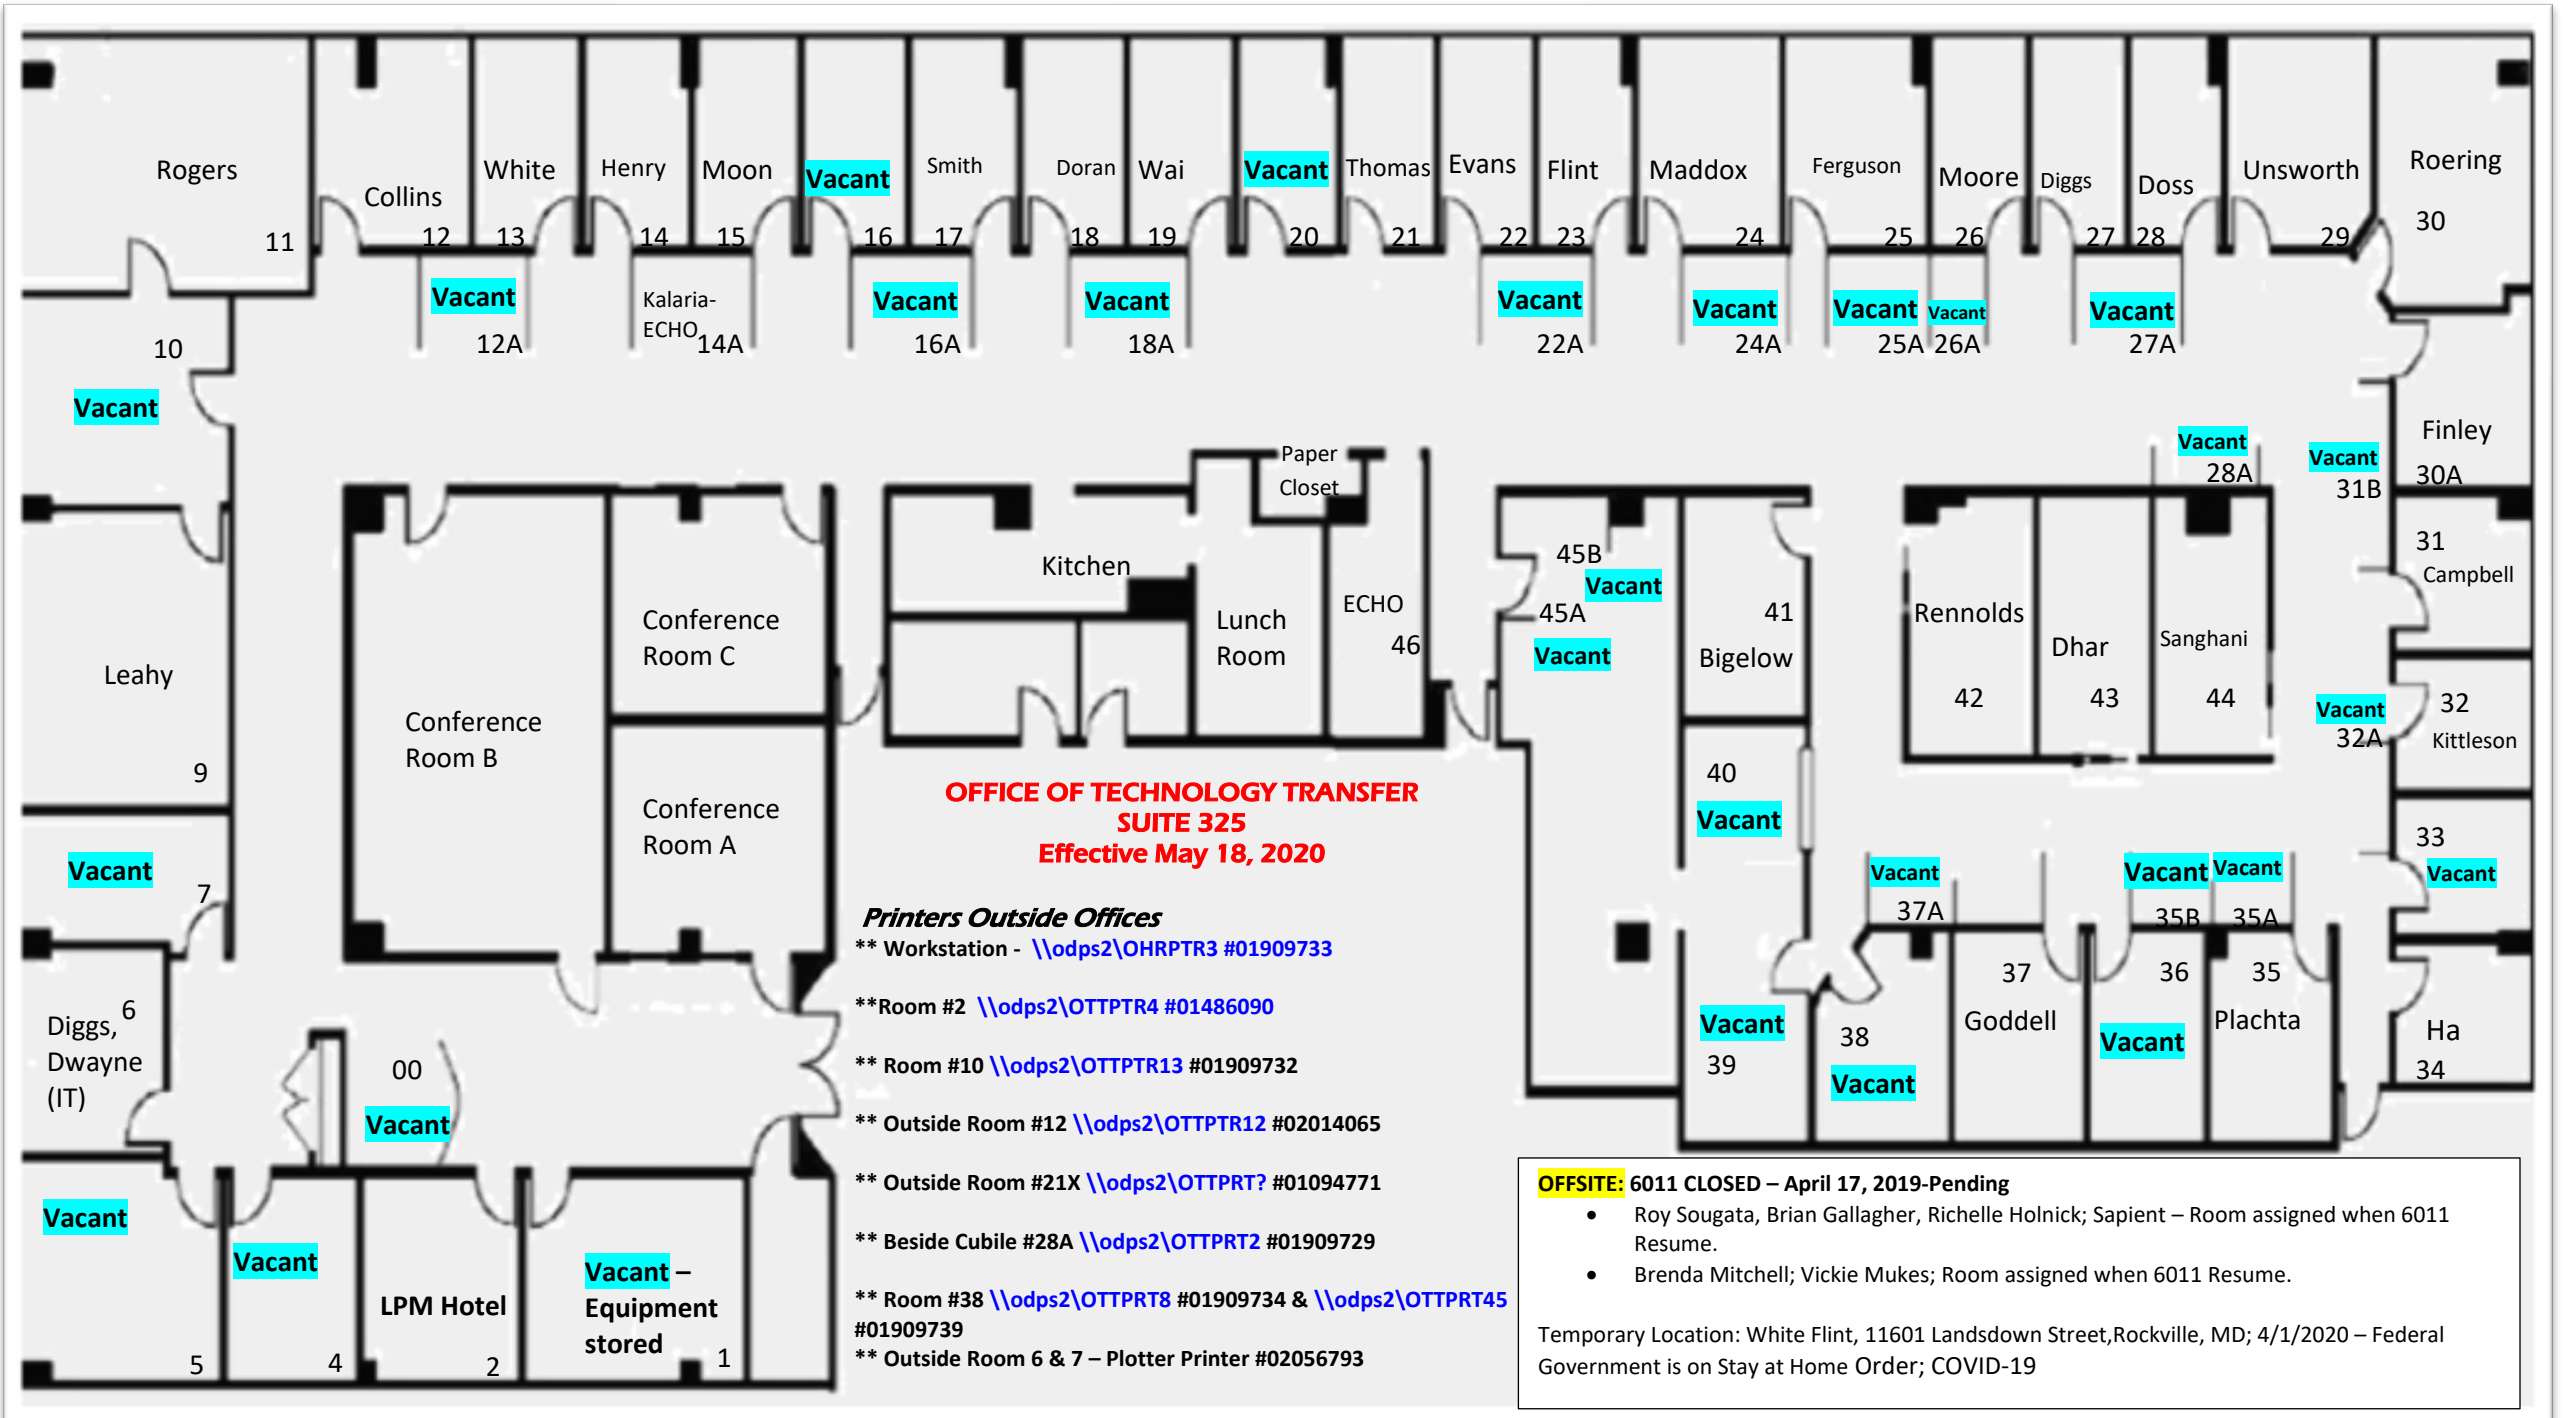 Rogers
11
Collins
12
White
13
Henry
14
Moon
15
Vacant
16
Smith
17
Doran
18
Wai
19
Vacant
20
Thomas
21
Evans
22
Flint
23
Maddox
24
Ferguson
25
Moore
26
Diggs
27
Doss
28
Unsworth
29
Roering
30
Vacant
12A
Kalaria-
ECHO
14A
Vacant
16A
Vacant
18A
Vacant
22A
Vacant
24A
Vacant
25A
Vacant
26A
Vacant
27A
10
Vacant
Finley
30A
Vacant
28A
Vacant
31B
31
Campbell
Leahy
9
Conference
Room B
Conference
Room C
Conference
Room A
Kitchen
Paper
Closet
Lunch
Room
ECHO
46
45B
Vacant
45A
Vacant
41
Bigelow
Rennolds
42
Dhar
43
Sanghani
44
Vacant
32A
32
Kittleson
40
Vacant
33
Vacant
Vacant
7
Vacant
37A
Vacant
35B
Vacant
35A
OFFICE OF TECHNOLOGY TRANSFER
SUITE 325
Effective May 18, 2020
Diggs, 6
Dwayne
(IT)
00
Vacant
Vacant
39
38
Vacant
37
Goddell
36
Vacant
35
Plachta
Ha
34
Vacant
5
Vacant
4
LPM Hotel
2
Vacant –
Equipment
stored
1
Printers Outside Offices
** Workstation - \\odps2\OHRPTR3 #01909733
**Room #2 \\odps2\OTTPTR4 #01486090
** Room #10 \\odps2\OTTPTR13 #01909732
** Outside Room #12 \\odps2\OTTPTR12 #02014065
** Outside Room #21X \\odps2\OTTPRT? #01094771
** Beside Cubile #28A \\odps2\OTTPRT2 #01909729
** Room #38 \\odps2\OTTPRT8 #01909734 & \\odps2\OTTPRT45
#01909739
** Outside Room 6 & 7 – Plotter Printer #02056793
OFFSITE: 6011 CLOSED – April 17, 2019-Pending
• Roy Sougata, Brian Gallagher, Richelle Holnick; Sapient – Room assigned when 6011
Resume.
• Brenda Mitchell; Vickie Mukes; Room assigned when 6011 Resume.
Temporary Location: White Flint, 11601 Landsdown Street,Rockville, MD; 4/1/2020 – Federal
Government is on Stay at Home Order; COVID-19